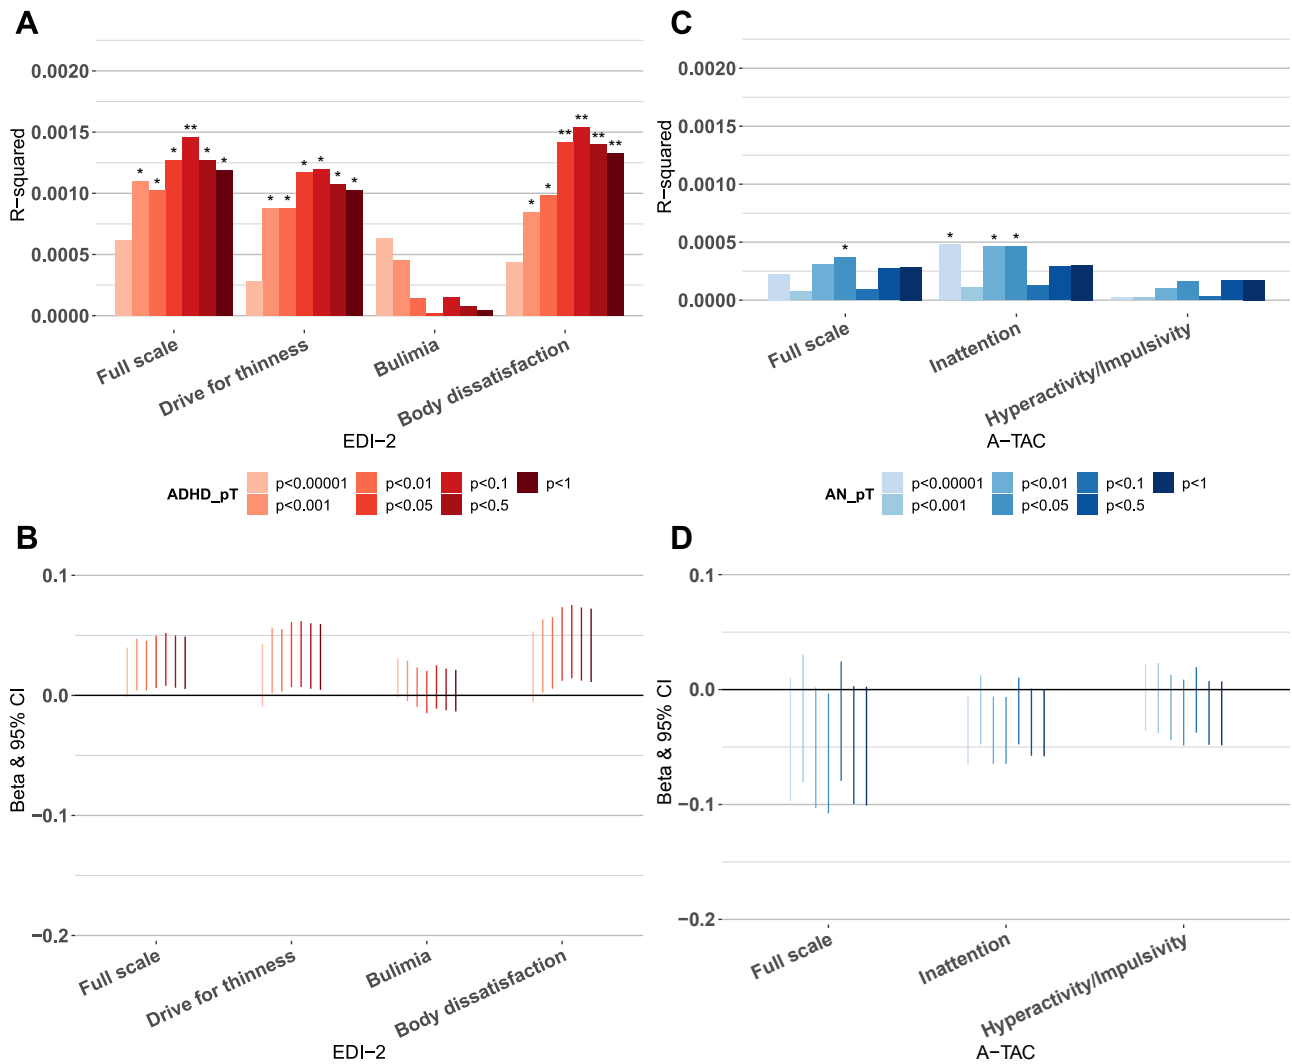 A
0.0020
0.0015
0.0010
0.0005
0.0000
R−squared
* * * ** * *
* * * * * *
* * ** ** ** **
Full scale
Drive for thinness
Bulimia
Body dissatisfaction
EDI−2
ADHD_pT
p<0.00001
p<0.01
p<0.1
p<1
p<0.001
p<0.05
p<0.5
C
0.0020
0.0015
0.0010
0.0005
0.0000
R−squared
*
* * *
Full scale
Inattention
Hyperactivity/Impulsivity
A−TAC
AN_pT
p<0.00001
p<0.01
p<0.1
p<1
p<0.001
p<0.05
p<0.5
B
0.1
0.0
−0.1
−0.2
Beta & 95% CI
Full scale
Drive for thinness
Bulimia
Body dissatisfaction
EDI−2
D
0.1
0.0
−0.1
−0.2
Beta & 95% CI
Full scale
Inattention
Hyperactivity/Impulsivity
A−TAC